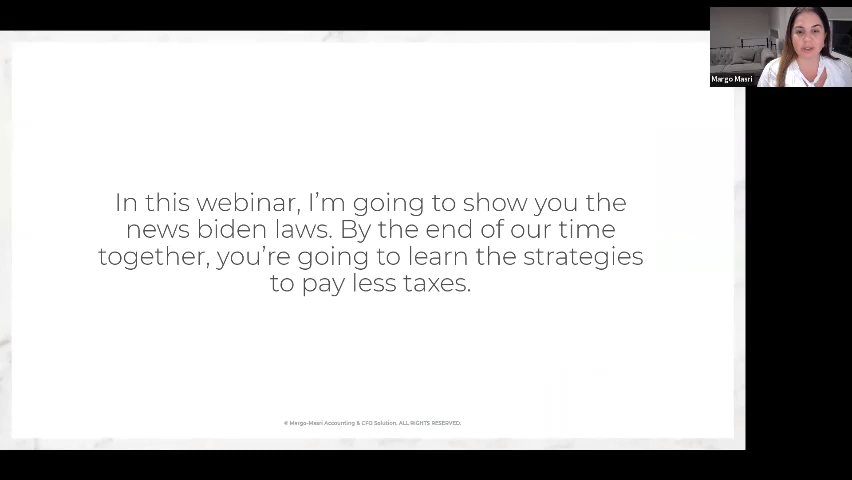 Margo Masri
In this webinar, I'm going to show you the
news biden laws. By the end of our time
together, you're going to learn the strategies
to pay less taxes.
© Margo-Masri Accounting & CFO Solution. ALL RIGHTS RESERVED.